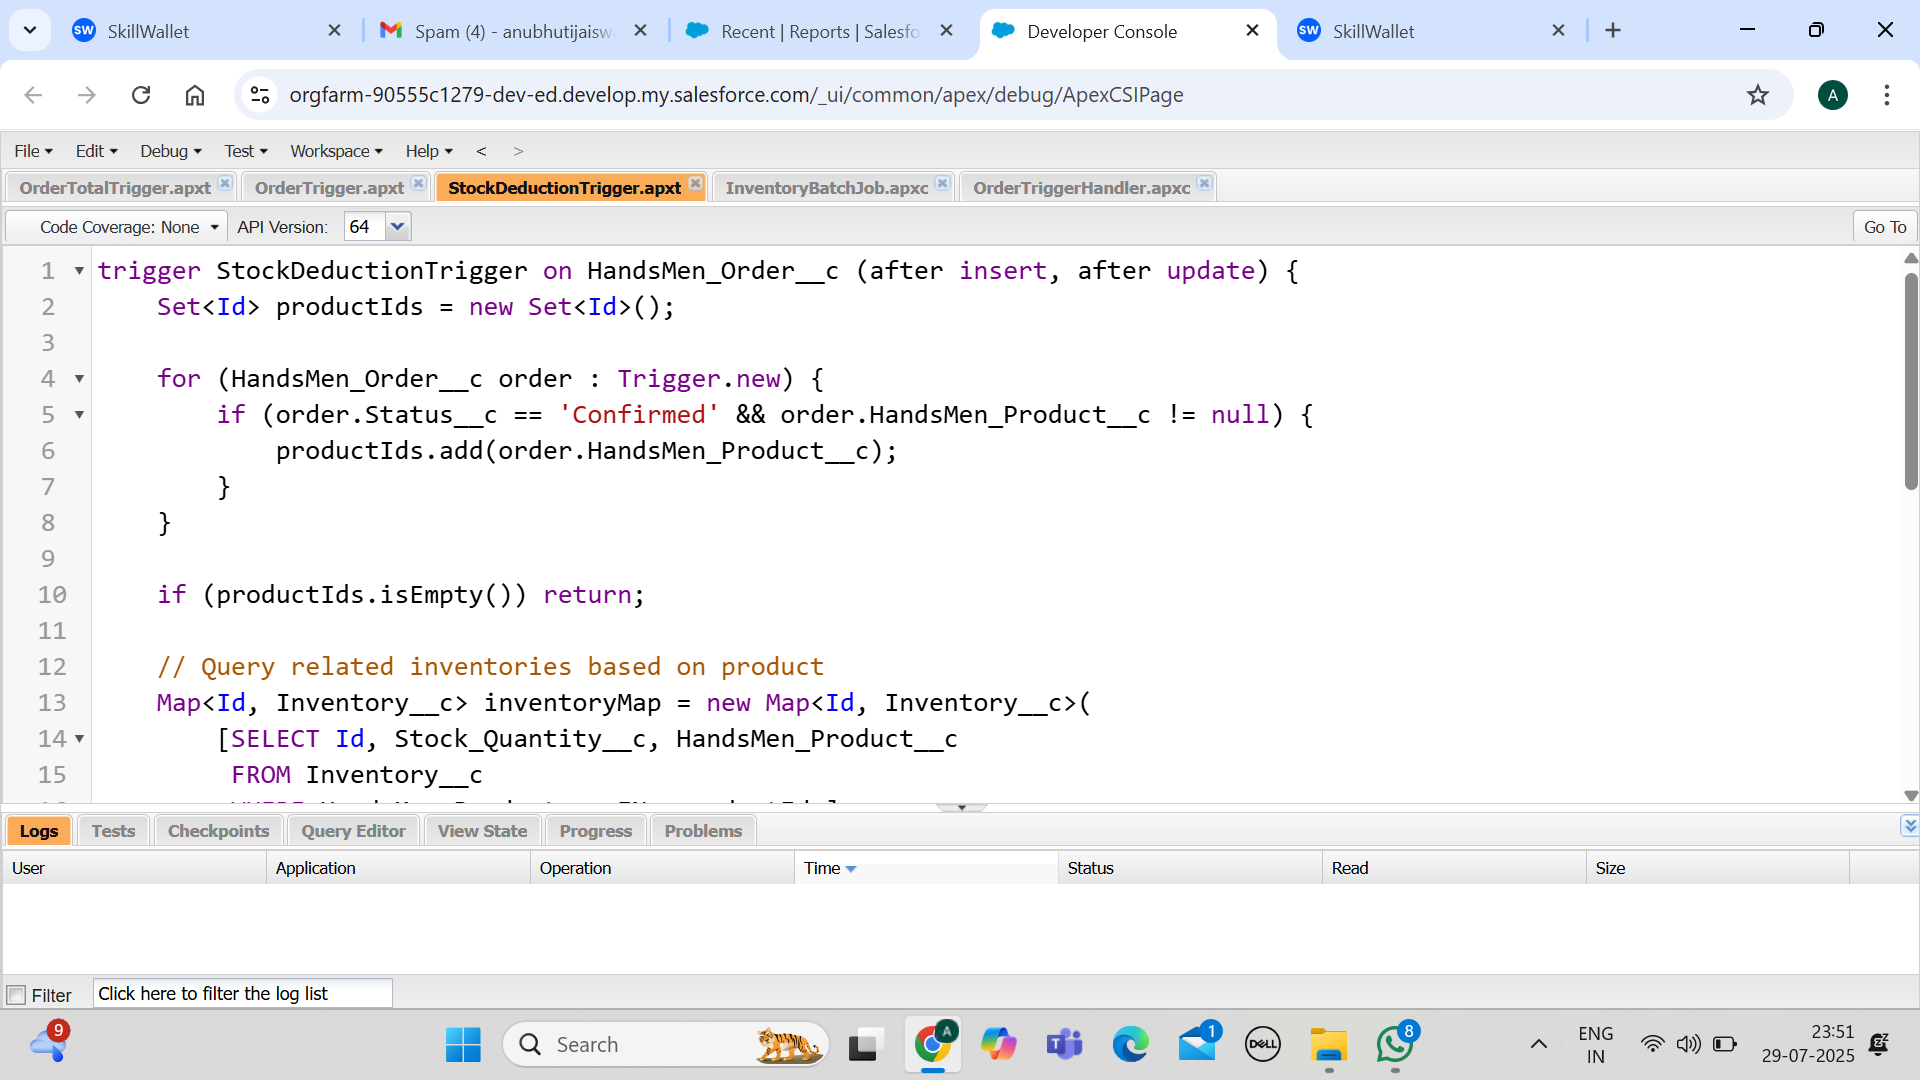 SkillWallet
Spam (4) - anubhutijaisw
Recent | Reports | Salesfo
Developer Console
SkillWallet
orgfarm-90555c1279-dev-ed.develop.my.salesforce.com/_ui/common/apex/debug/ApexCSIPage
A
File Edit Debug Test Workspace Help < >
OrderTotalTrigger.apxt OrderTrigger.apxt StockDeductionTrigger.apxt InventoryBatchJob.apxc OrderTriggerHandler.apxc
Code Coverage: None API Version: 64 Go To
1 trigger StockDeductionTrigger on HandsMen_Order__c (after insert, after update) {
2 Set<Id> productIds = new Set<Id>();
3
4 for (HandsMen_Order__c order : Trigger.new) {
5 if (order.Status__c == 'Confirmed' && order.HandsMen_Product__c != null) {
6 productIds.add(order.HandsMen_Product__c);
7 }
8 }
9
10 if (productIds.isEmpty()) return;
11
12 // Query related inventories based on product
13 Map<Id, Inventory__c> inventoryMap = new Map<Id, Inventory__c>(
14 [SELECT Id, Stock_Quantity__c, HandsMen_Product__c
15 FROM Inventory__c
Logs Tests Checkpoints Query Editor View State Progress Problems
User Application Operation Time Status Read Size
Filter Click here to filter the log list
9
Search
A
1
DELL
8
ENG
IN
23:51
29-07-2025